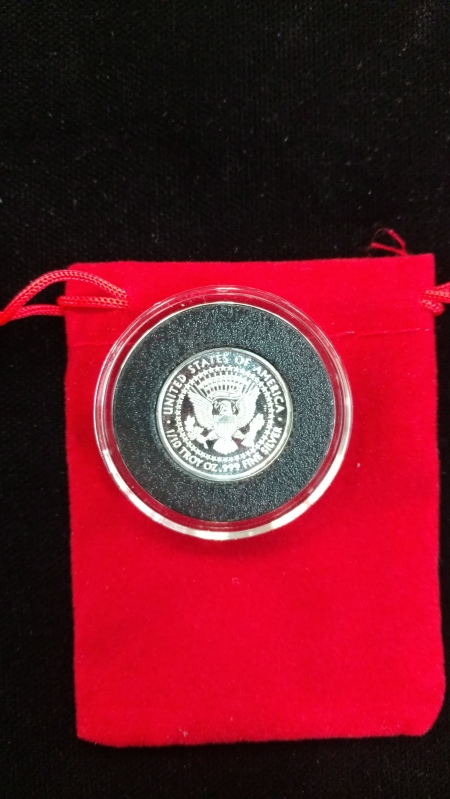 UNITED STATES OF AMERICA
1/10 TROY OZ .999 FINE SILVER